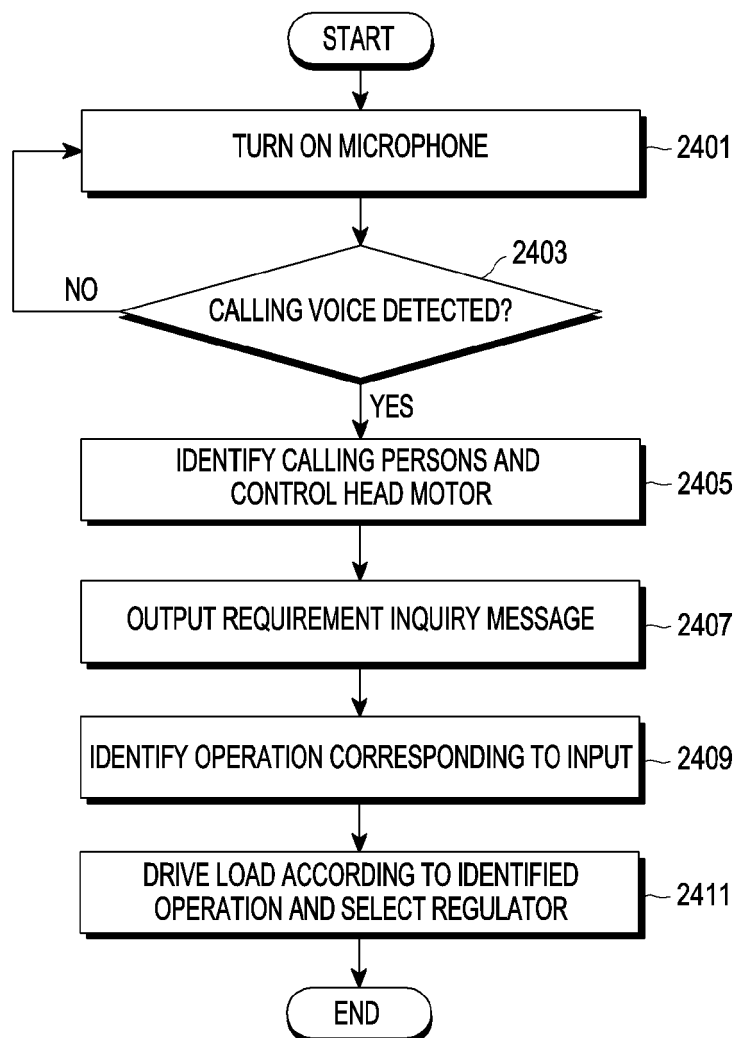 START
TURN ON MICROPHONE
2401
2403
CALLING VOICE DETECTED?
NO
YES
IDENTIFY CALLING PERSONS AND
CONTROL HEAD MOTOR
2405
OUTPUT REQUIREMENT INQUIRY MESSAGE
2407
IDENTIFY OPERATION CORRESPONDING TO INPUT
2409
DRIVE LOAD ACCORDING TO IDENTIFIED
OPERATION AND SELECT REGULATOR
2411
END